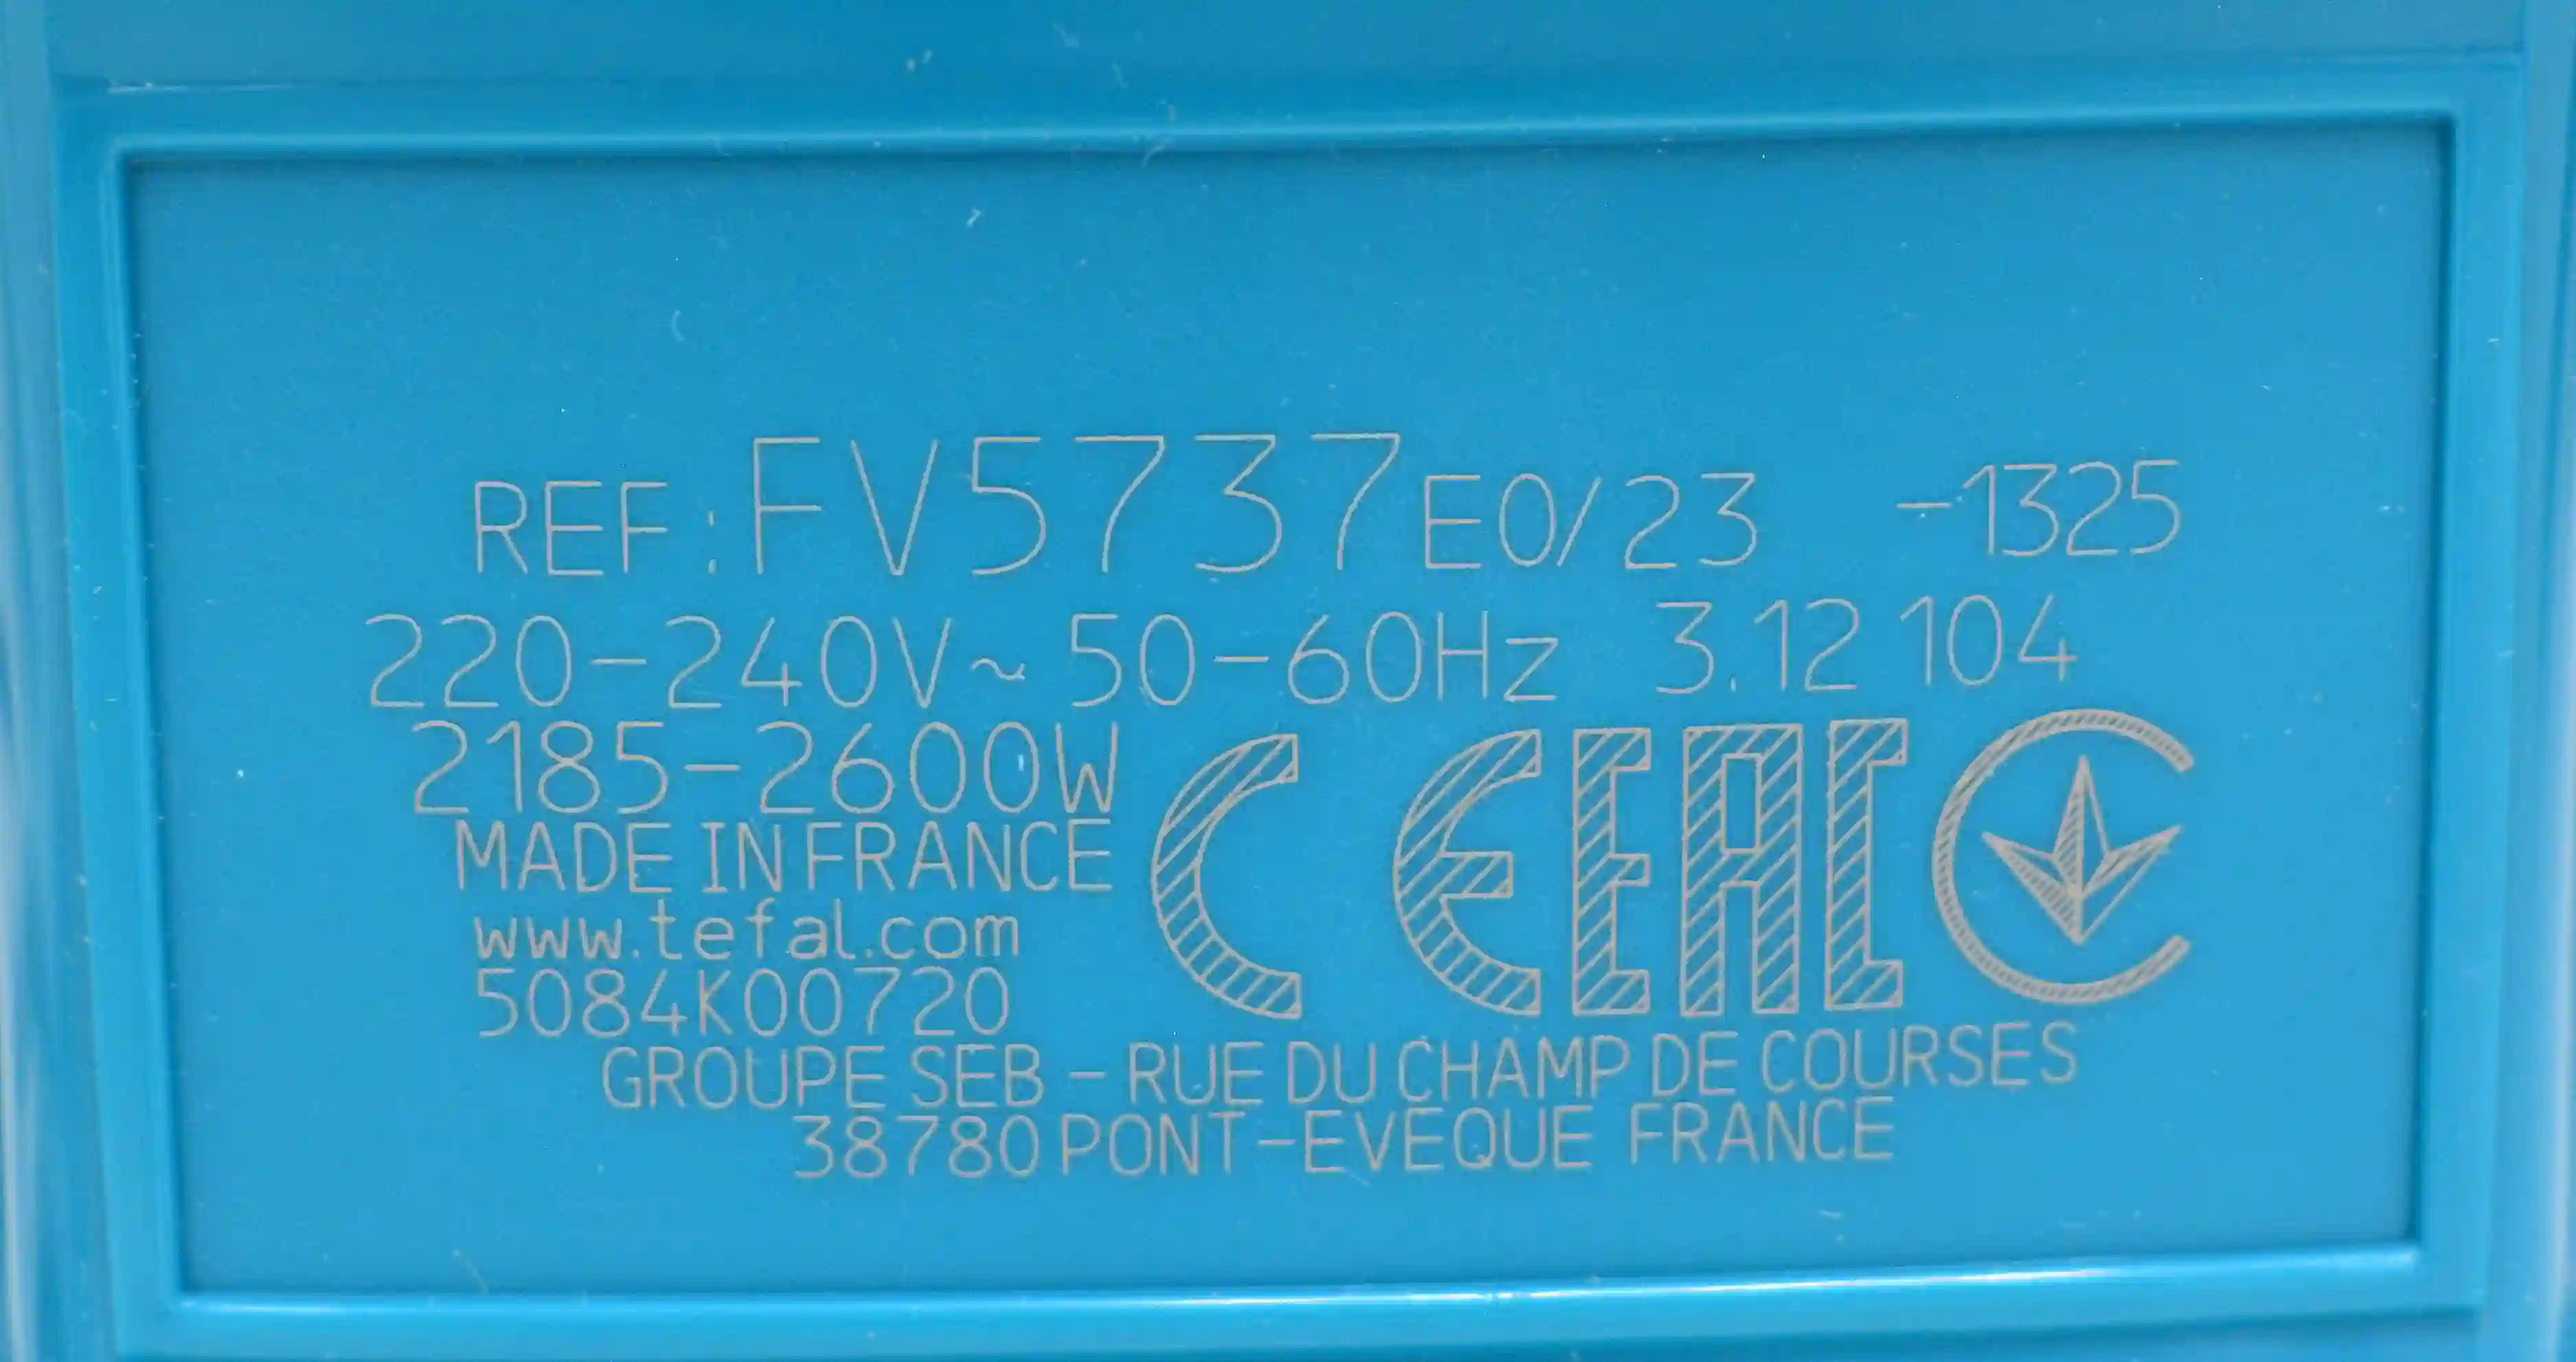 REF:FV5737E0/23 -1325
220-240V~ 50-60Hz 3.12 104
2185-2600W
MADE IN FRANCE
www.tefal.com
5084K00720
CE EAC
GROUPE SEB - RUE DU CHAMP DE COURSES
38780 PONT-EVEQUE FRANCE